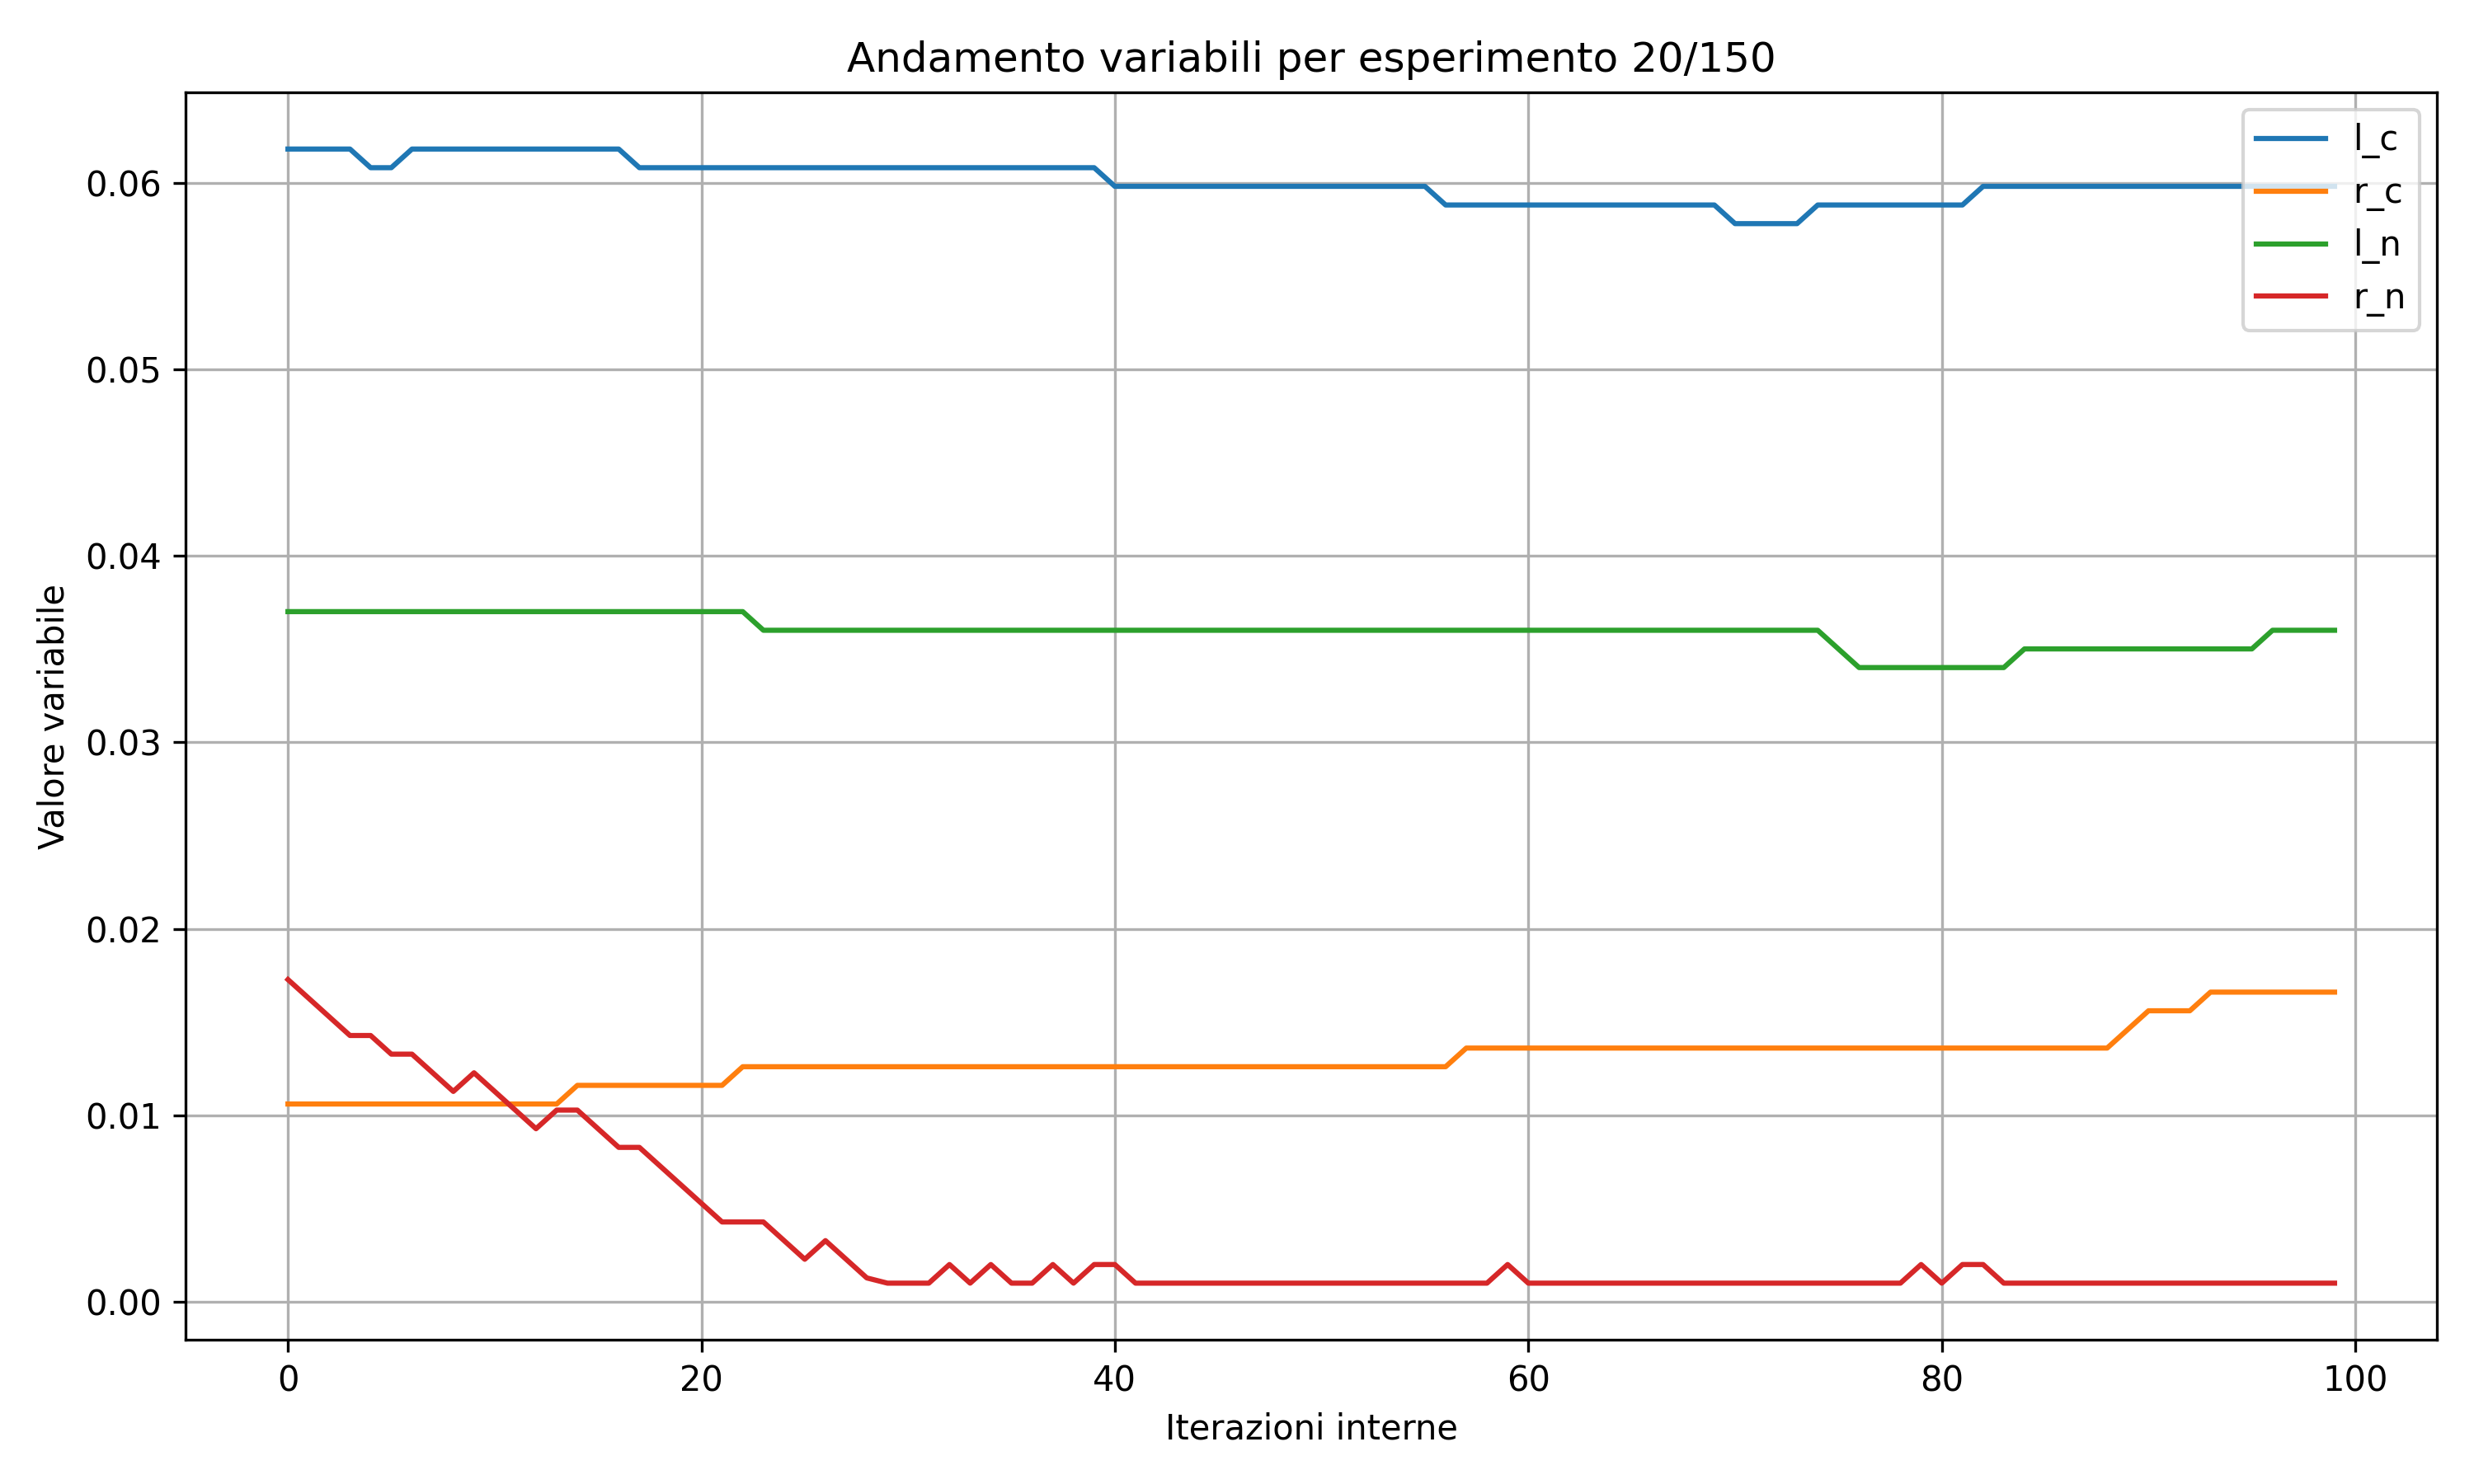 Andamento variabili per esperimento 20/150
l_c
r_c
l_n
r_n
Valore variabile
0.06
0.05
0.04
0.03
0.02
0.01
0.00
0 20 40 60 80 100
Iterazioni interne